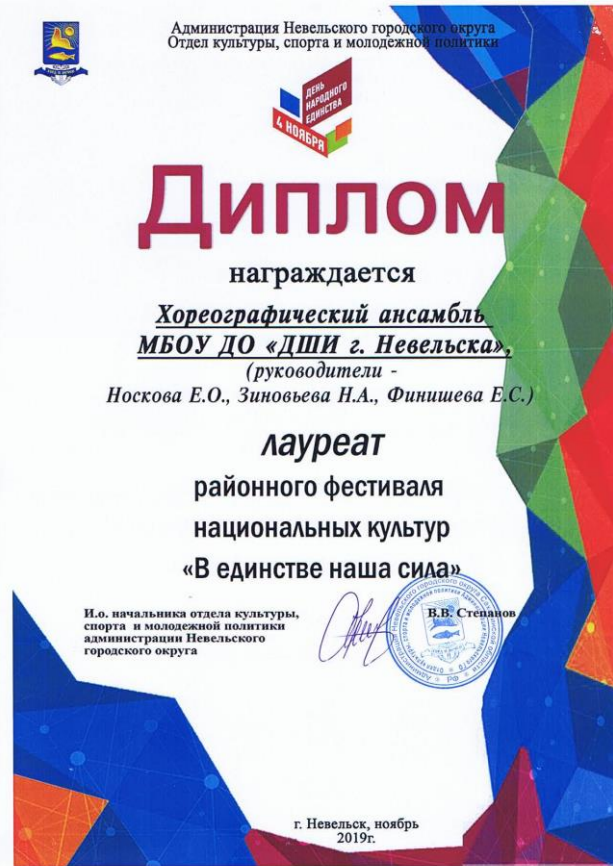 Администрация Невельского городского округа
Отдел культуры, спорта и молодежной политики
ДЕНЬ
НАРОДНОГО
ЕДИНСТВА
4 НОЯБРЯ
Диплом
награждается
Хореографический ансамбль
МБОУ ДО «ДШИ г. Невельска»,
(руководители -
Носкова Е.О., Зиновьева Н.А., Финишева Е.С.)
лауреат
районного фестиваля
национальных культур
«В единстве наша сила»
И.о. начальника отдела культуры,
спорта и молодежной политики
администрации Невельского
городского округа
В.В. Степанов
г. Невельск, ноябрь
2019г.